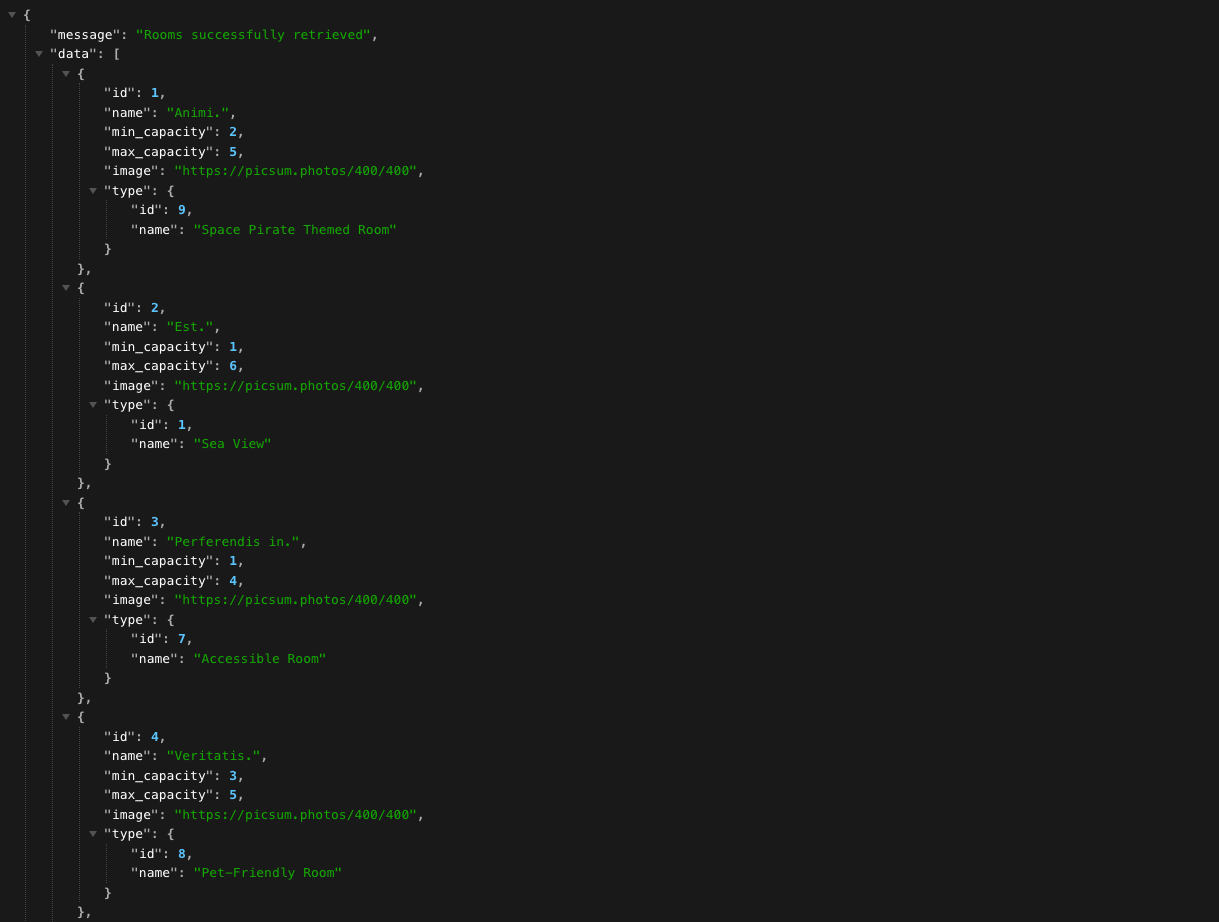 {
"message": "Rooms successfully retrieved",
"data": [
{
"id": 1,
"name": "Animi.",
"min_capacity": 2,
"max_capacity": 5,
"image": "https://picsum.photos/400/400",
"type": {
"id": 9,
"name": "Space Pirate Themed Room"
}
},
{
"id": 2,
"name": "Est.",
"min_capacity": 1,
"max_capacity": 6,
"image": "https://picsum.photos/400/400",
"type": {
"id": 1,
"name": "Sea View"
}
},
{
"id": 3,
"name": "Perferendis in.",
"min_capacity": 1,
"max_capacity": 4,
"image": "https://picsum.photos/400/400",
"type": {
"id": 7,
"name": "Accessible Room"
}
},
{
"id": 4,
"name": "Veritatis.",
"min_capacity": 3,
"max_capacity": 5,
"image": "https://picsum.photos/400/400",
"type": {
"id": 8,
"name": "Pet-Friendly Room"
}
},